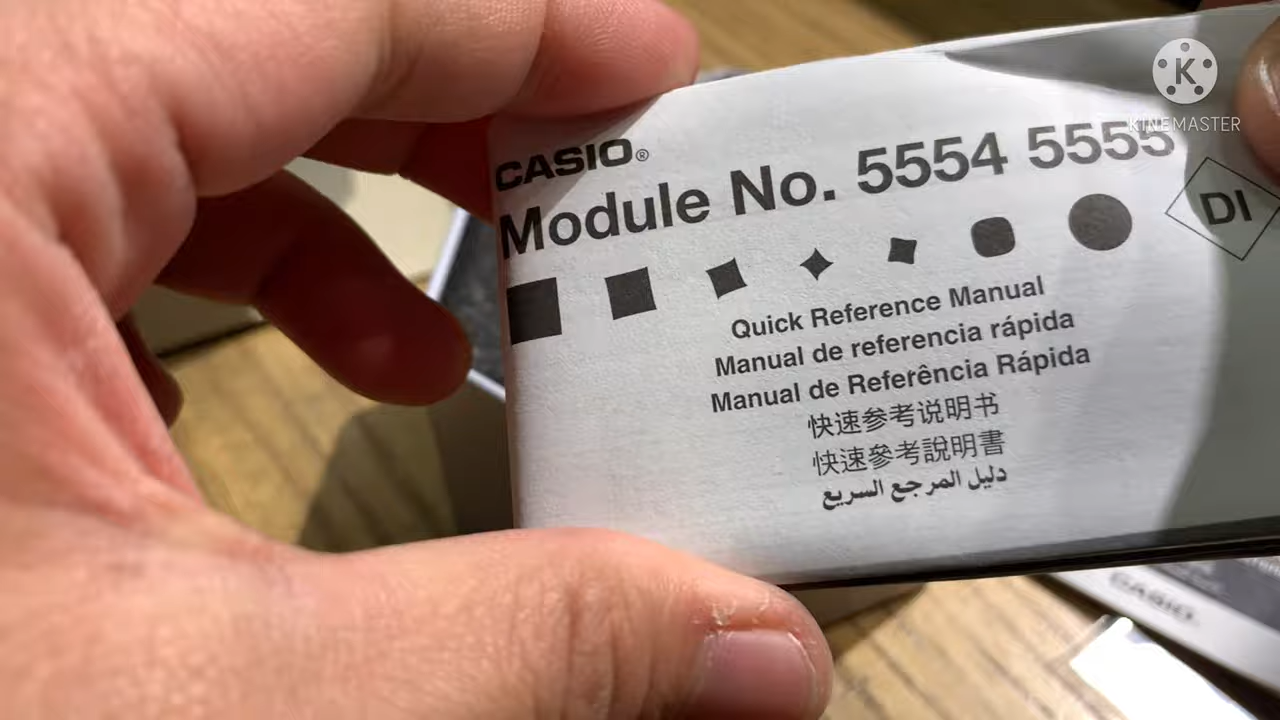 CASIO®
Module No. 5554 5555
DI
Quick Reference Manual
Manual de referencia rápida
Manual de Referência Rápida
快速参考说明书
快速參考說明書
دليل المرجع السريع
K
KINEMASTER
CASIO